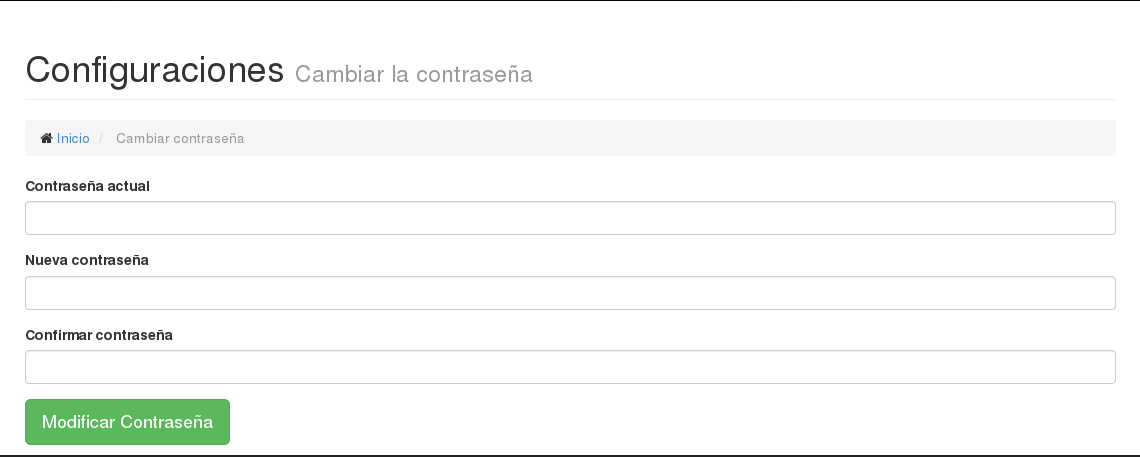 Configuraciones Cambiar la contraseña
Inicio / Cambiar contraseña
Contraseña actual
Nueva contraseña
Confirmar contraseña
Modificar Contraseña